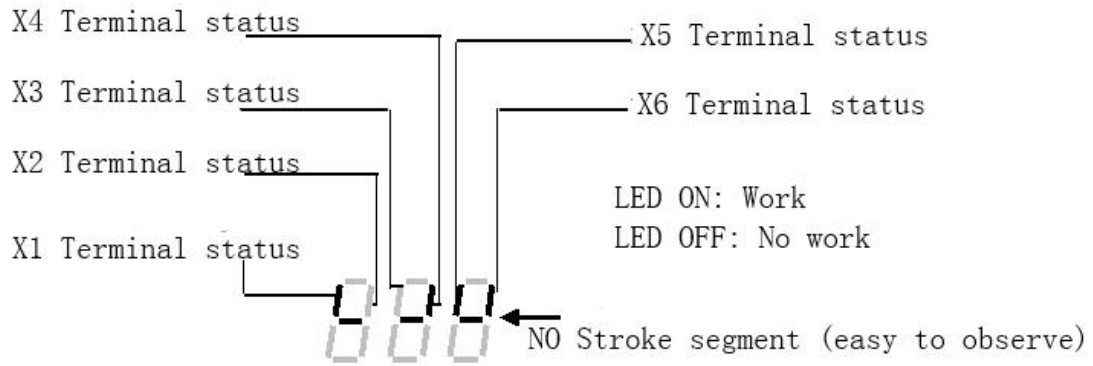 X4 Terminal status
X5 Terminal status
X3 Terminal status
X6 Terminal status
X2 Terminal status
LED ON: Work
LED OFF: No work
X1 Terminal status
NO Stroke segment (easy to observe)